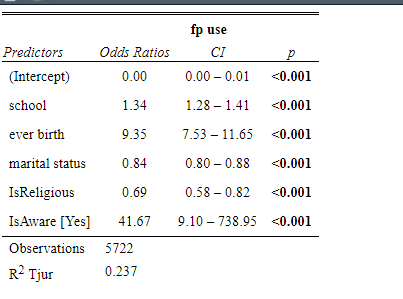 fp use
Predictors Odds Ratios CI p
(Intercept) 0.00 0.00 – 0.01 <0.001
school 1.34 1.28 – 1.41 <0.001
ever birth 9.35 7.53 – 11.65 <0.001
marital status 0.84 0.80 – 0.88 <0.001
IsReligious 0.69 0.58 – 0.82 <0.001
IsAware [Yes] 41.67 9.10 – 738.95 <0.001
Observations 5722
R² Tjur 0.237